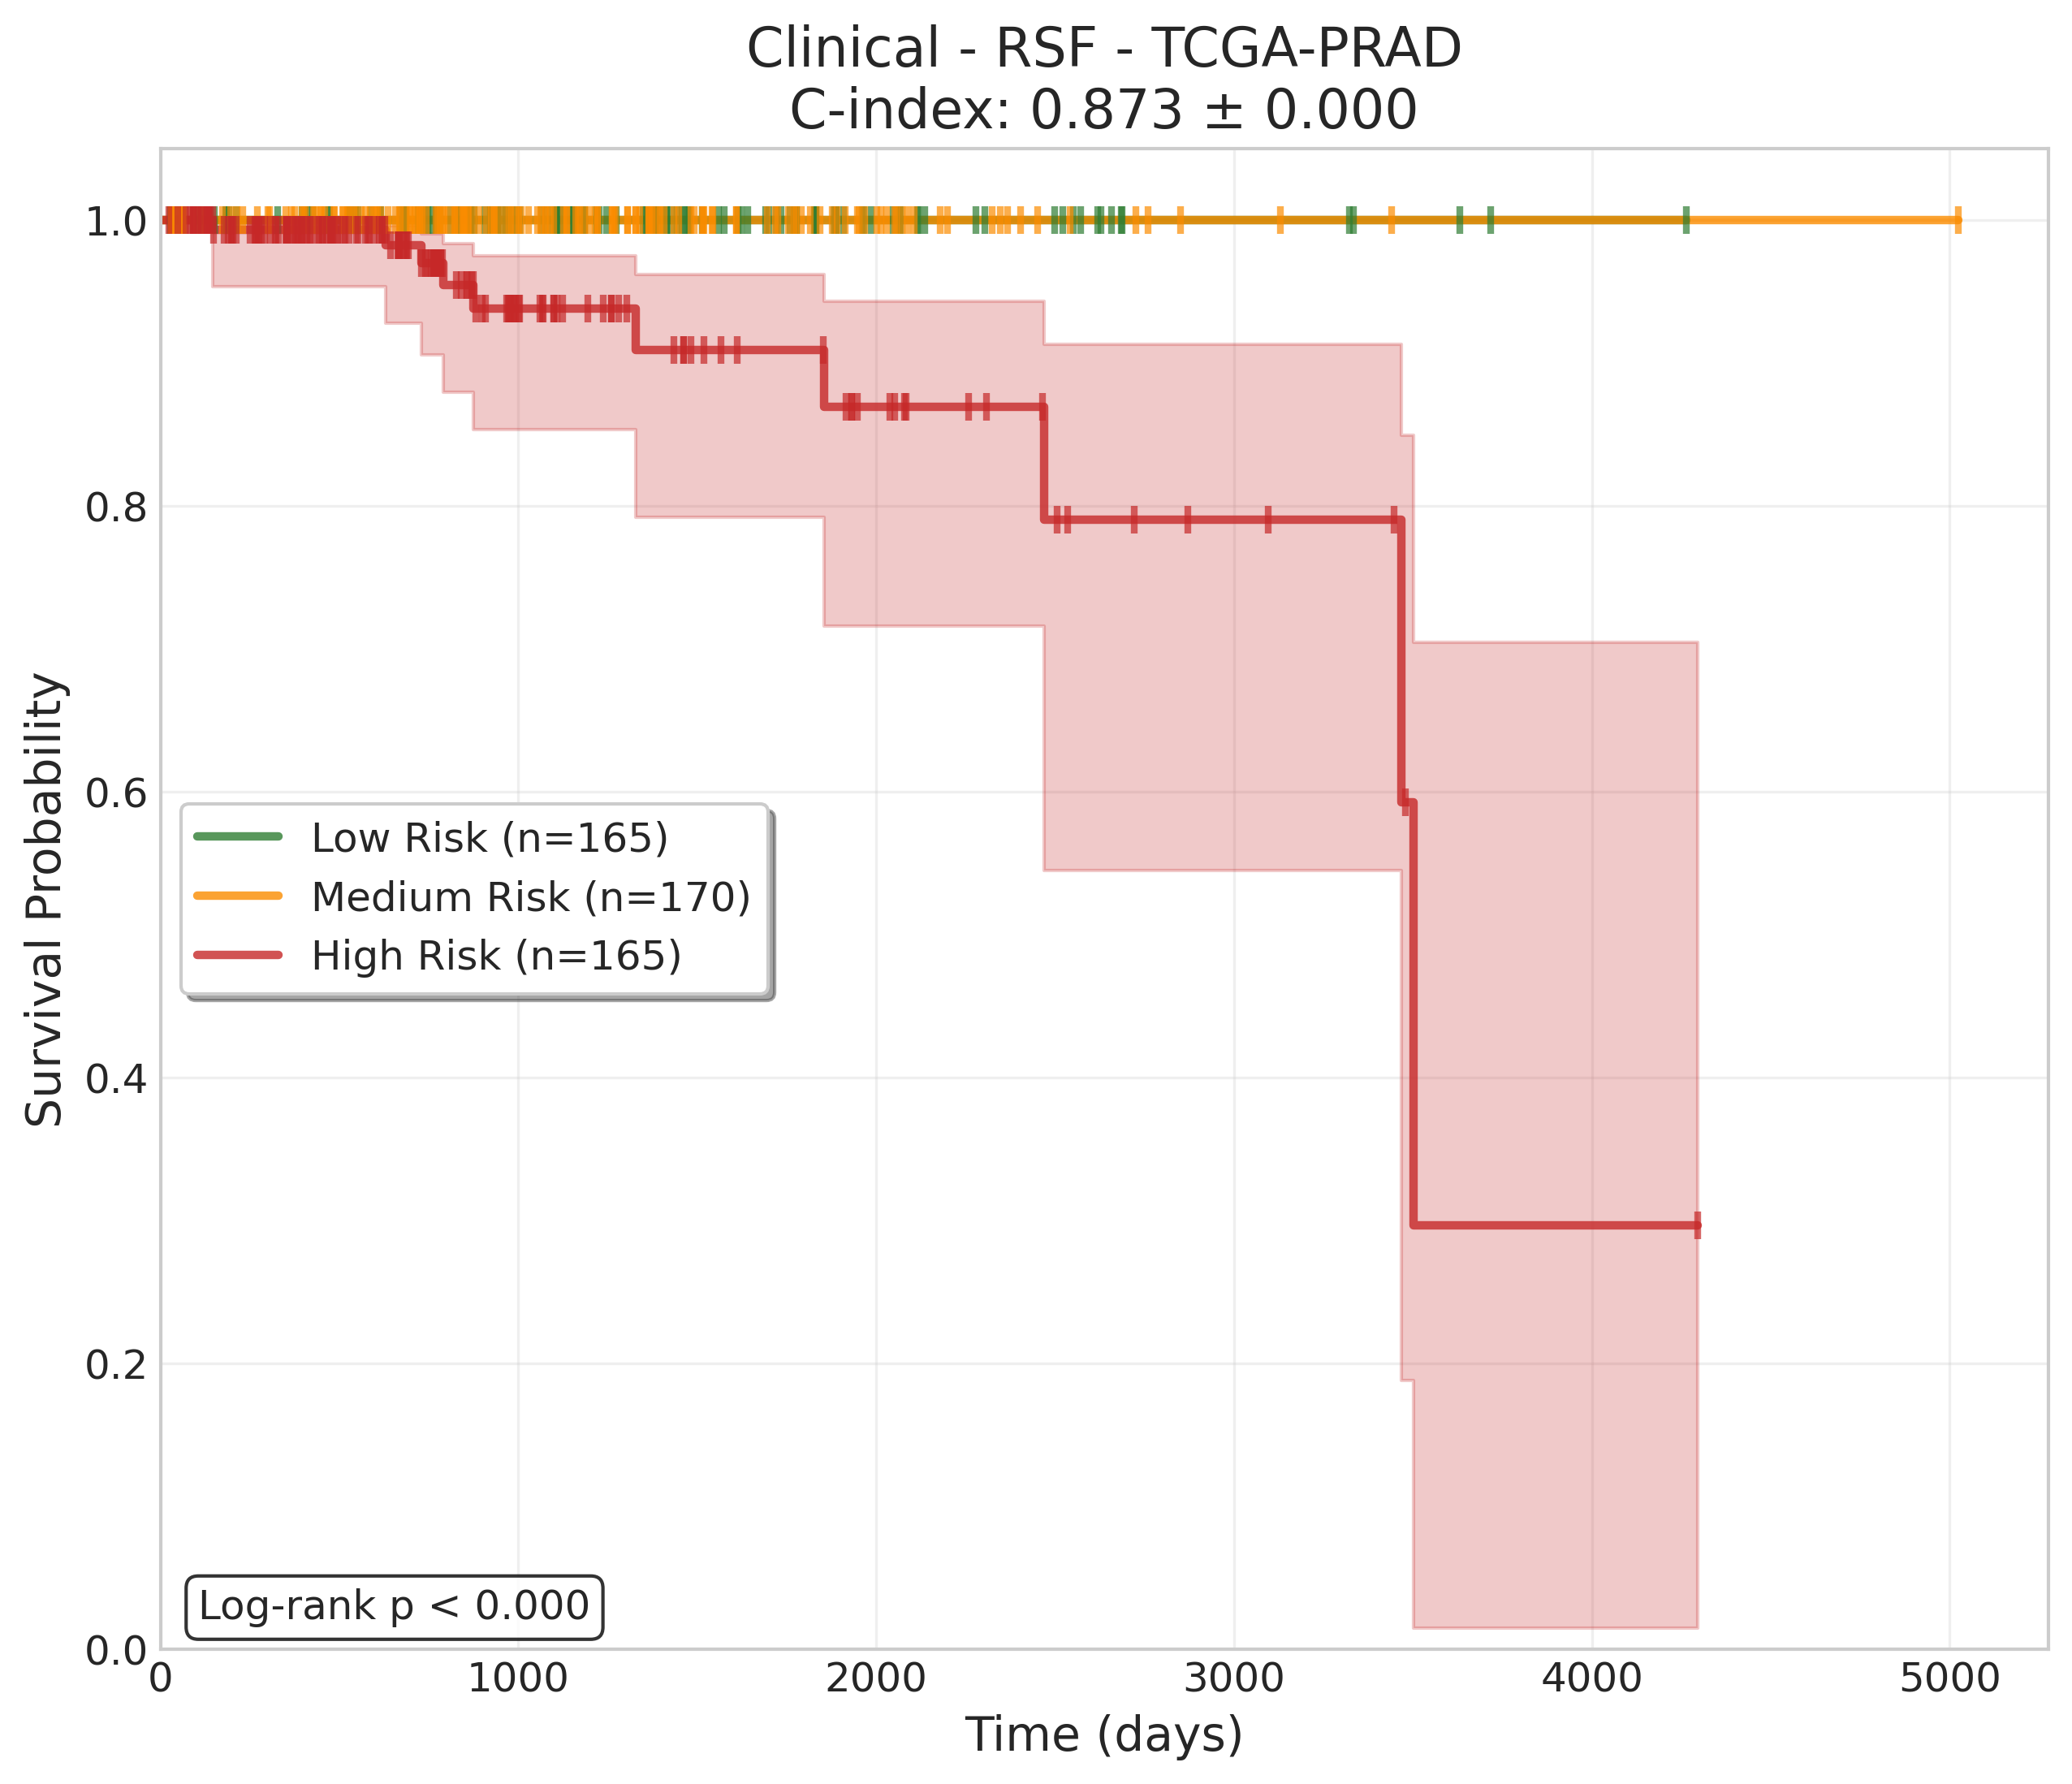 Clinical - RSF - TCGA-PRAD
C-index: 0.873 ± 0.000
Survival Probability
1.0
0.8
0.6
0.4
0.2
0.0
Low Risk (n=165)
Medium Risk (n=170)
High Risk (n=165)
Log-rank p < 0.000
0 1000 2000 3000 4000 5000
Time (days)